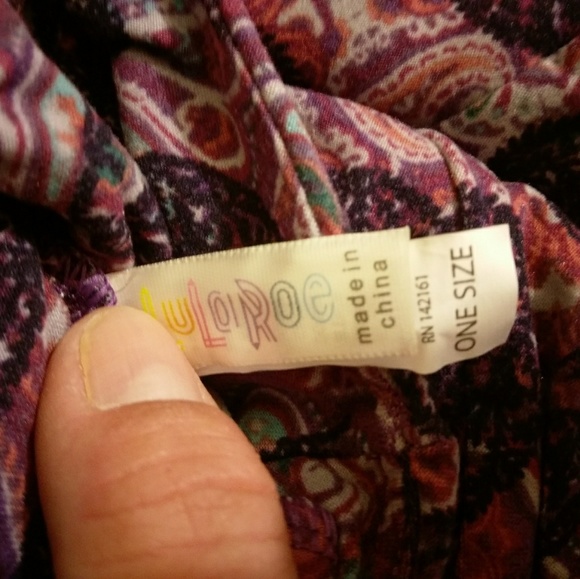 LuLaRoe
made in
china
RN 142161
ONE SIZE